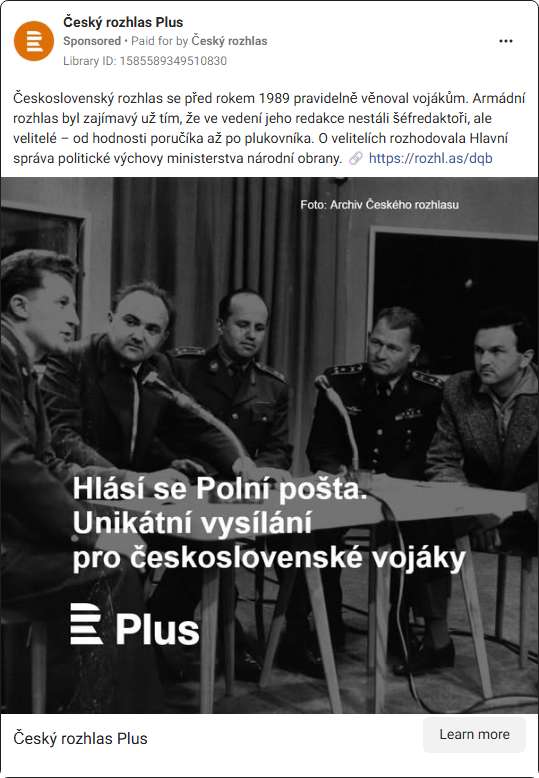 Český rozhlas Plus
Sponsored • Paid for by Český rozhlas
Library ID: 1585589349510830
Československý rozhlas se před rokem 1989 pravidelně věnoval vojákům. Armádní
rozhlas byl zajímavý už tím, že ve vedení jeho redakce nestáli šéfredaktoři, ale
velitelé – od hodnosti poručíka až po plukovníka. O velitelích rozhodovala Hlavní
správa politické výchovy ministerstva národní obrany. 🔗 https://rozhl.as/dqb
Foto: Archiv Českého rozhlasu
Hlásí se Polní pošta.
Unikátní vysílání
pro československé vojáky
Plus
Český rozhlas Plus
Learn more